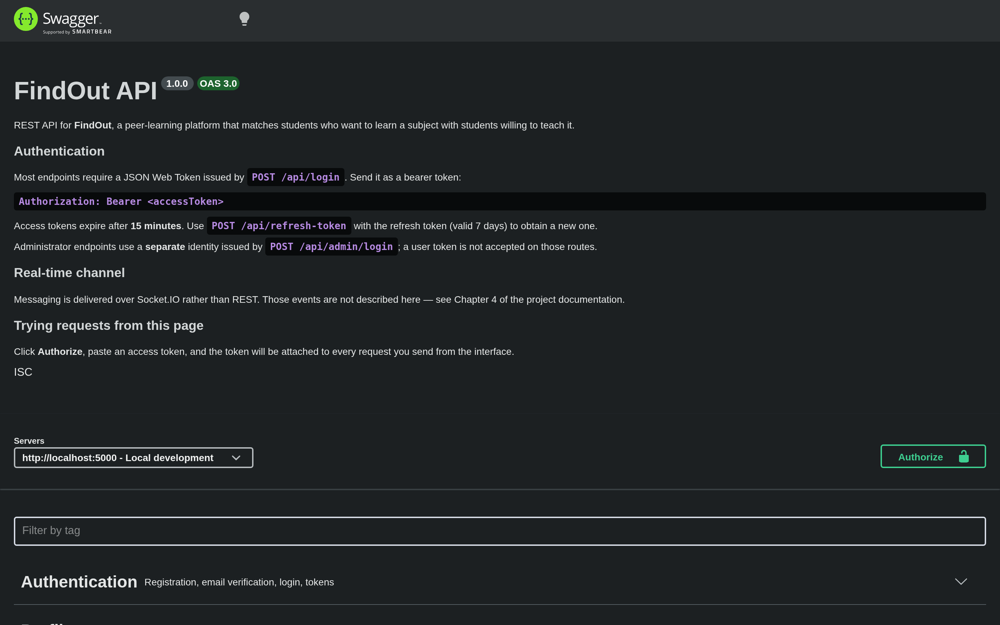 Swagger™
Supported by SMARTBEAR
FindOut API 1.0.0 OAS 3.0
REST API for FindOut, a peer-learning platform that matches students who want to learn a subject with students willing to teach it.
Authentication
Most endpoints require a JSON Web Token issued by POST /api/login. Send it as a bearer token:
Authorization: Bearer <accessToken>
Access tokens expire after 15 minutes. Use POST /api/refresh-token with the refresh token (valid 7 days) to obtain a new one.
Administrator endpoints use a separate identity issued by POST /api/admin/login; a user token is not accepted on those routes.
Real-time channel
Messaging is delivered over Socket.IO rather than REST. Those events are not described here — see Chapter 4 of the project documentation.
Trying requests from this page
Click Authorize, paste an access token, and the token will be attached to every request you send from the interface.
ISC
Servers
http://localhost:5000 - Local development
Authorize
Filter by tag
Authentication Registration, email verification, login, tokens